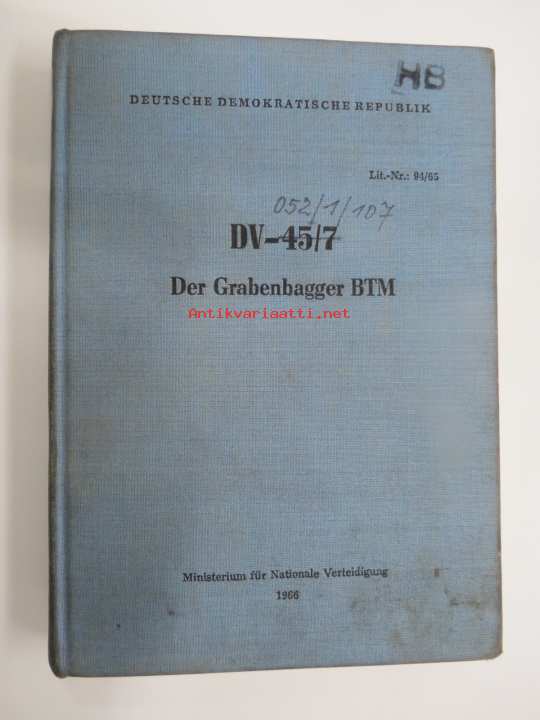 HB
DEUTSCHE DEMOKRATISCHE REPUBLIK
Lit.-Nr.: 94/65
052/1/107
DV-45/7
Der Grabenbagger BTM
Antikvariaatti.net
Ministerium für Nationale Verteidigung
1966